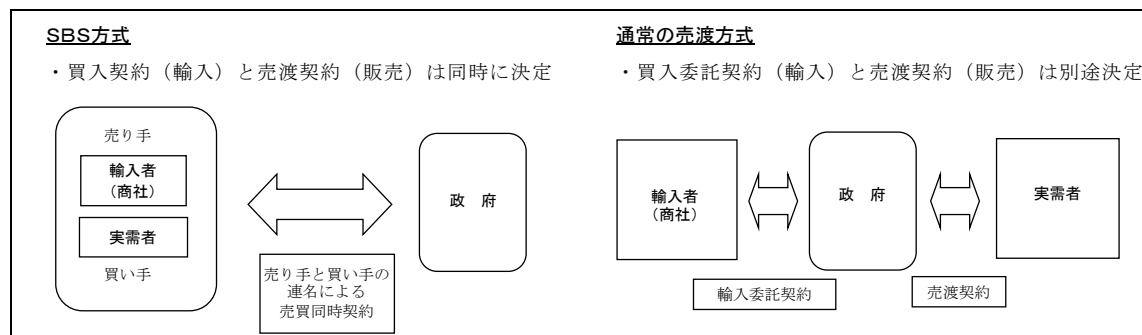 SBS方式
・買入契約（輸入）と売渡契約（販売）は同時に決定
売り手
輸入者
（商社）
実需者
買い手
政　府
売り手と買い手の
連名による
売買同時契約
通常の売渡方式
・買入委託契約（輸入）と売渡契約（販売）は別途決定
輸入者
（商社）
政　府
実需者
輸入委託契約
売渡契約